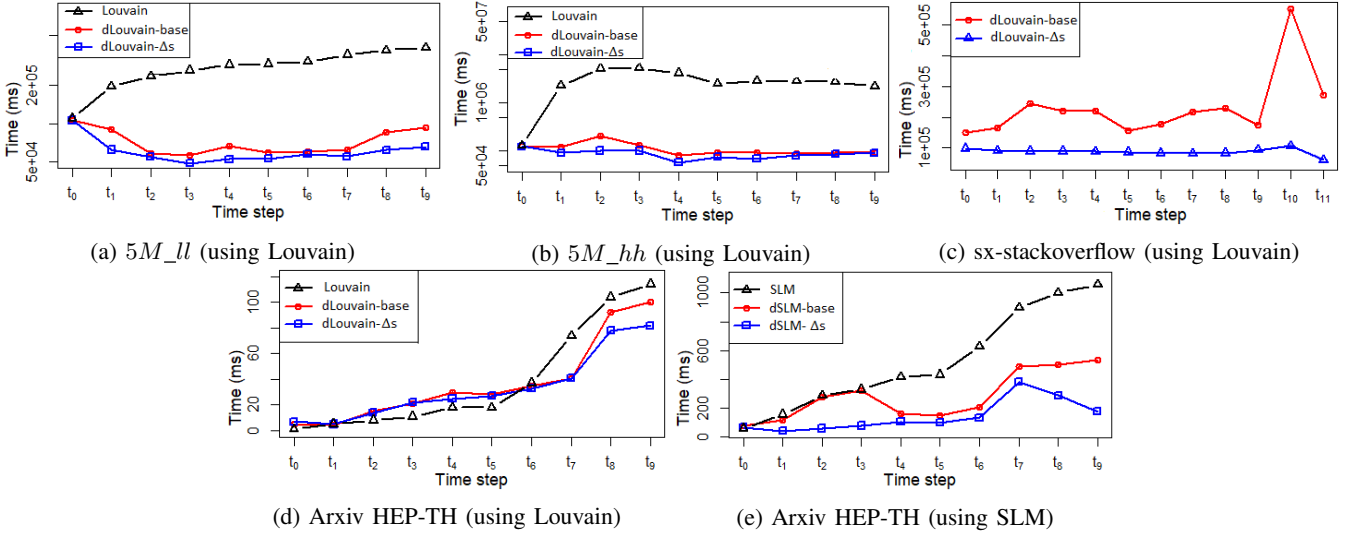 Louvain
dLouvain-base
dLouvain-Δs
Time (ms)
2e+05
5e+04
t0 t1 t2 t3 t4 t5 t6 t7 t8 t9
Time step
(a) 5M_ll (using Louvain)
Louvain
dLouvain-base
dLouvain-Δs
Time (ms)
5e+07
1e+06
5e+04
t0 t1 t2 t3 t4 t5 t6 t7 t8 t9
Time step
(b) 5M_hh (using Louvain)
dLouvain-base
dLouvain-Δs
Time (ms)
5e+05
3e+05
1e+05
t0 t1 t2 t3 t4 t5 t6 t7 t8 t9 t10 t11
Time step
(c) sx-stackoverflow (using Louvain)
Louvain
dLouvain-base
dLouvain-Δs
Time (ms)
100
60
20
0
t0 t1 t2 t3 t4 t5 t6 t7 t8 t9
Time step
(d) Arxiv HEP-TH (using Louvain)
SLM
dSLM-base
dSLM- Δs
Time (ms)
1000
600
200
0
t0 t1 t2 t3 t4 t5 t6 t7 t8 t9
Time step
(e) Arxiv HEP-TH (using SLM)